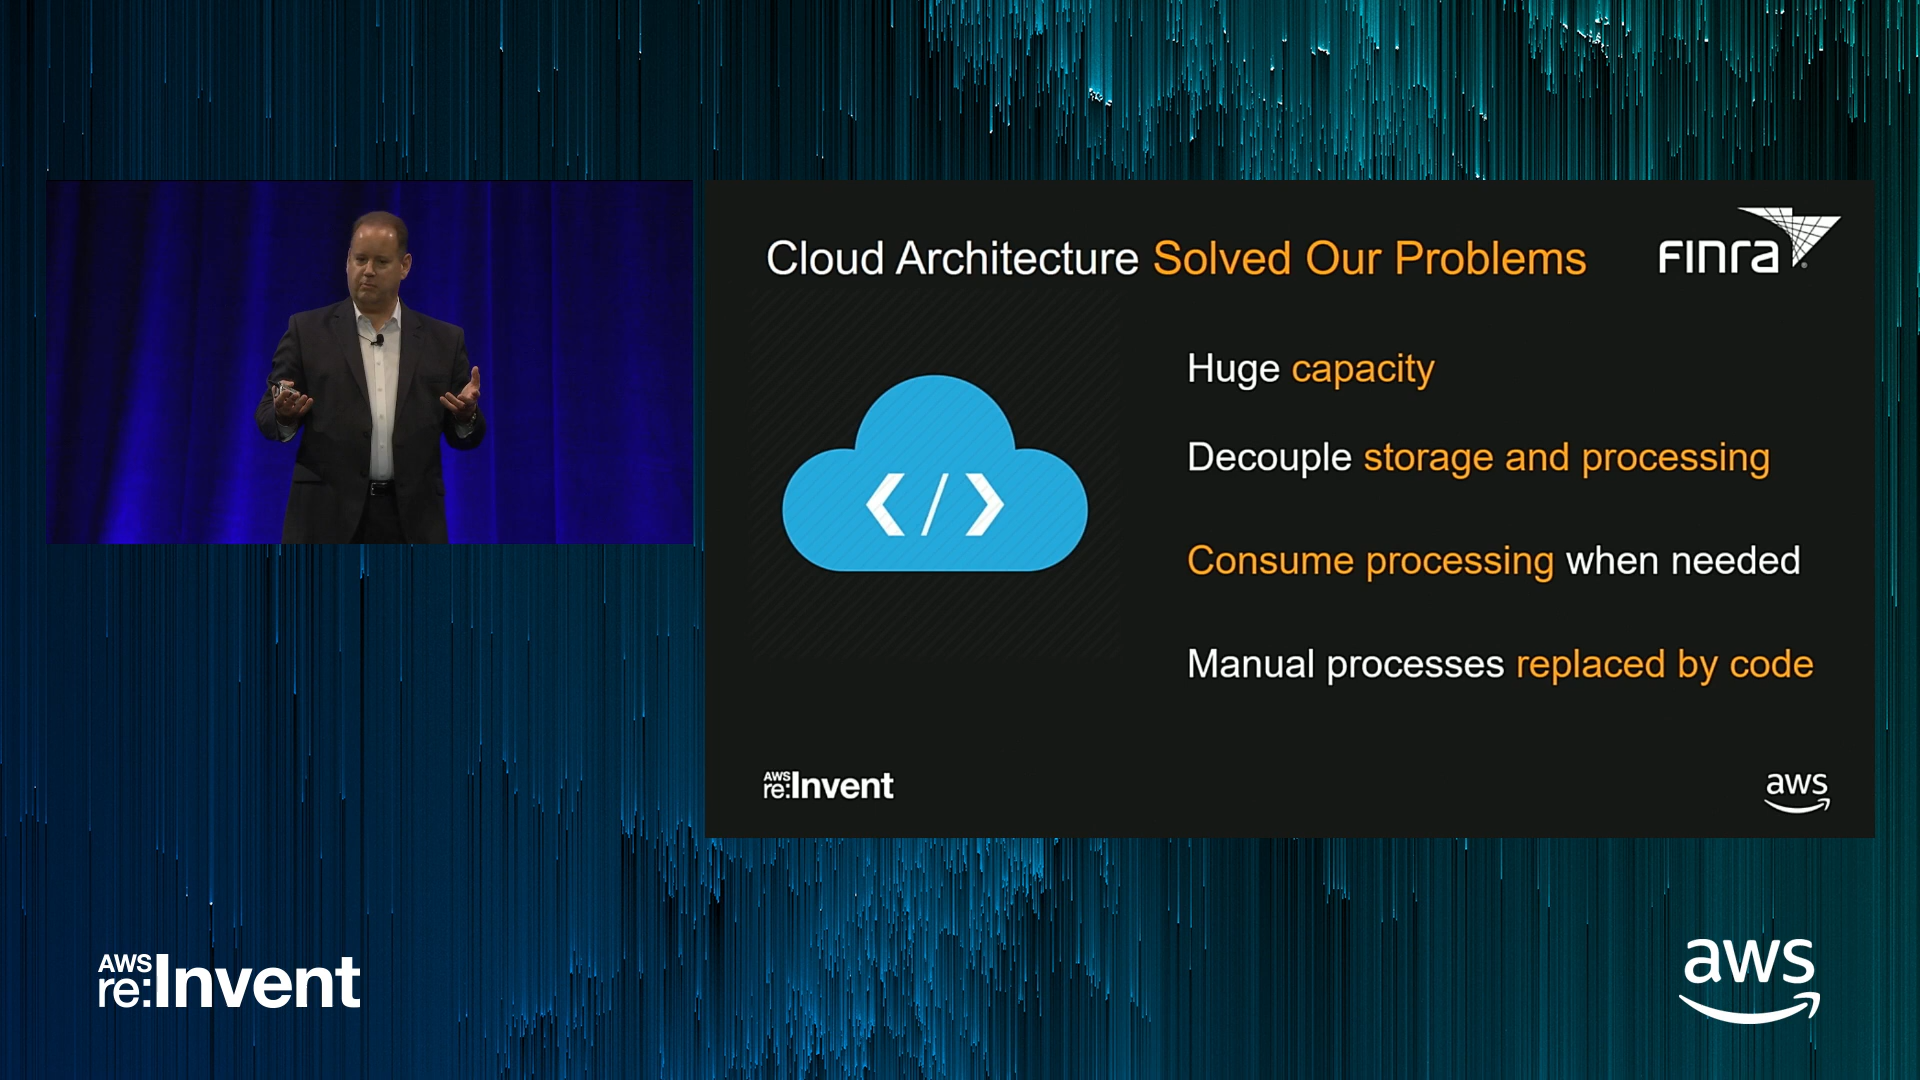 Cloud Architecture Solved Our Problems
FINRA
Huge capacity
Decouple storage and processing
</>
Consume processing when needed
Manual processes replaced by code
AWS
re:Invent
aws
AWS
re:Invent
aws